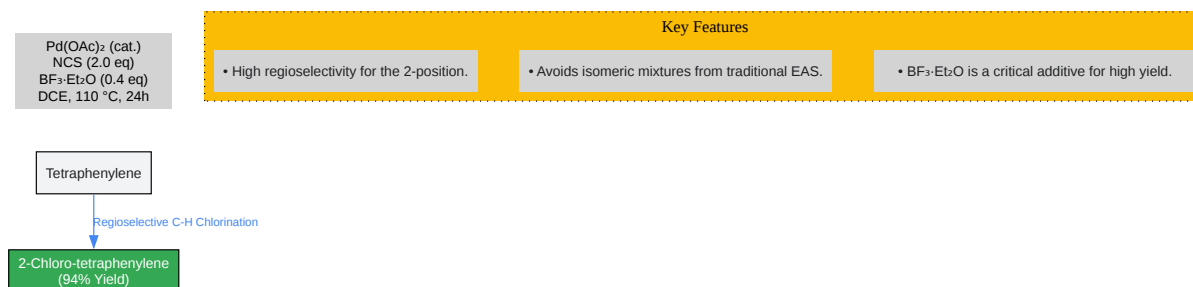 Pd(OAc)₂ (cat.)
NCS (2.0 eq)
BF₃·Et₂O (0.4 eq)
DCE, 110 °C, 24h
Key Features
• High regioselectivity for the 2-position.
• Avoids isomeric mixtures from traditional EAS.
• BF₃·Et₂O is a critical additive for high yield.
Tetraphenylene
Regioselective C-H Chlorination
2-Chloro-tetraphenylene
(94% Yield)